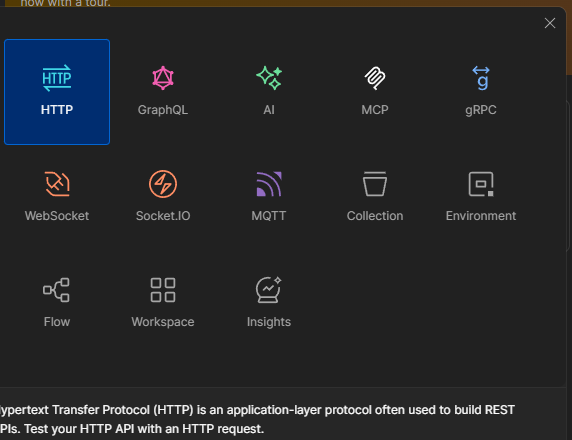 now with a tour.
HTTP
HTTP
GraphQL
AI
MCP
g
gRPC
WebSocket
Socket.IO
MQTT
Collection
Environment
Flow
Workspace
Insights
ypertext Transfer Protocol (HTTP) is an application-layer protocol often used to build REST
PIs. Test your HTTP API with an HTTP request.